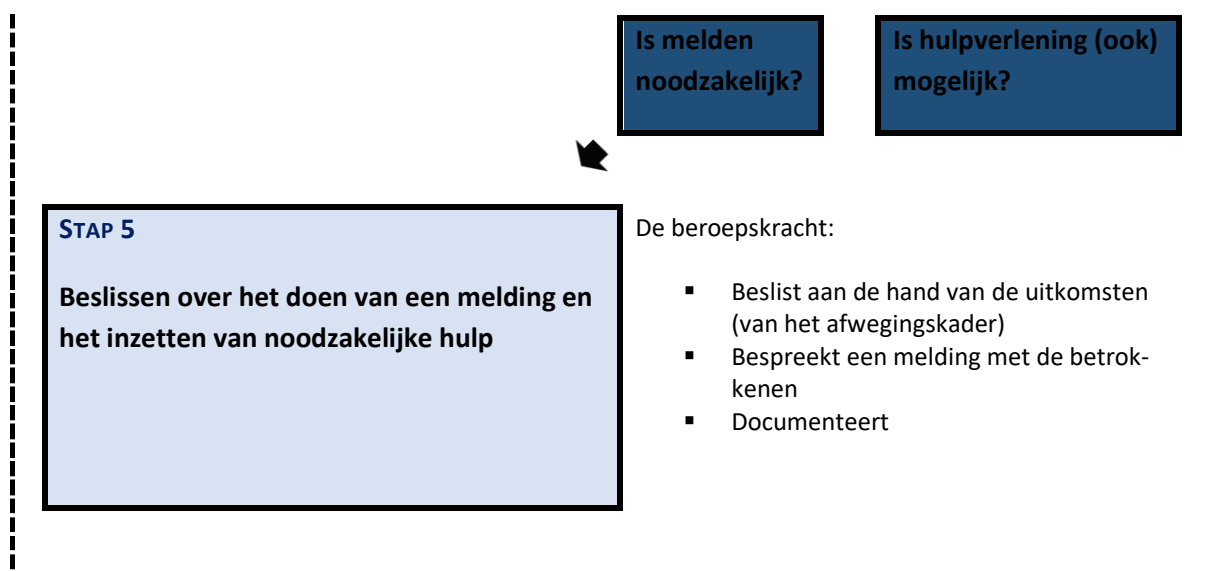 Is melden
noodzakelijk?
Is hulpverlening (ook)
mogelijk?
STAP 5
Beslissen over het doen van een melding en
het inzetten van noodzakelijke hulp
De beroepskracht:
▪ Beslist aan de hand van de uitkomsten
(van het afwegingskader)
▪ Bespreekt een melding met de betrok-
kenen
▪ Documenteert